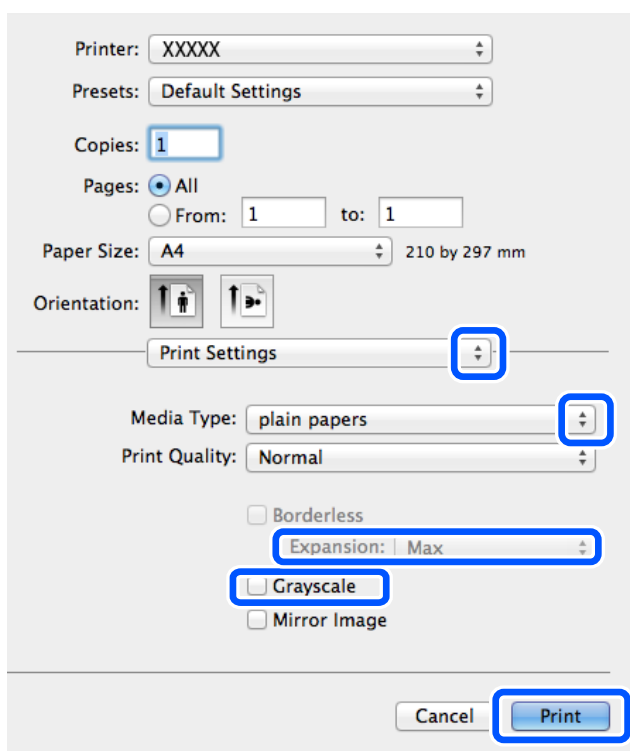 Printer: XXXXX
Presets: Default Settings
Copies: 1
Pages: All
From: 1 to: 1
Paper Size: A4 210 by 297 mm
Orientation:
Print Settings
Media Type: plain papers
Print Quality: Normal
Borderless
Expansion: Max
Grayscale
Mirror Image
Cancel Print